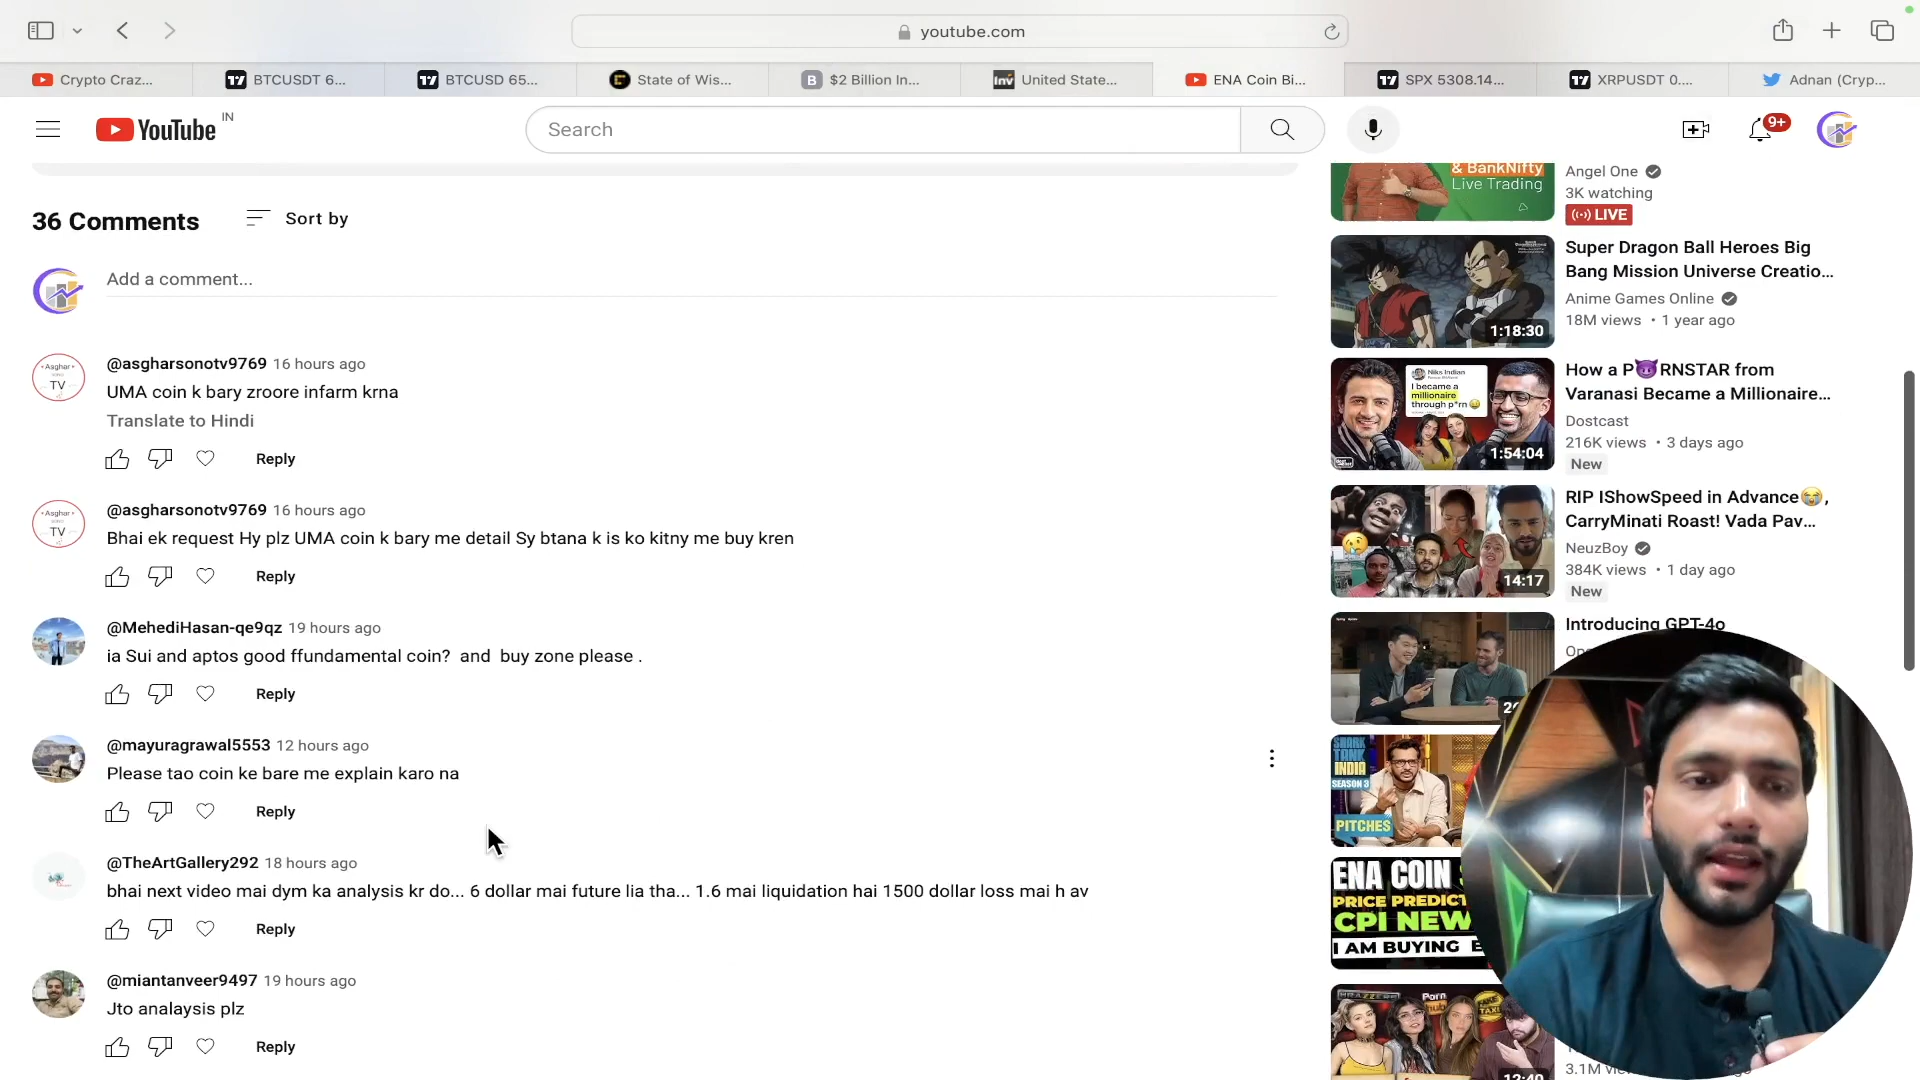 youtube.com
Crypto Craz...
BTCUSDT 6...
BTCUSD 65...
State of Wis...
$2 Billion In...
United State...
ENA Coin Bi...
SPX 5308.14...
XRPUSDT 0....
Adnan (Cryp...
YouTube IN
Search
9+
36 Comments
Sort by
Add a comment...
@asgharsonotv9769 16 hours ago
UMA coin k bary zroore infarm krna
Translate to Hindi
Reply
@asgharsonotv9769 16 hours ago
Bhai ek request Hy plz UMA coin k bary me detail Sy btana k is ko kitny me buy kren
Reply
@MehediHasan-qe9qz 19 hours ago
ia Sui and aptos good ffundamental coin? and buy zone please .
Reply
@mayuragrawal5553 12 hours ago
Please tao coin ke bare me explain karo na
Reply
@TheArtGallery292 18 hours ago
bhai next video mai dym ka analysis kr do... 6 dollar mai future lia tha... 1.6 mai liquidation hai 1500 dollar loss mai h av
Reply
@miantanveer9497 19 hours ago
Jto analaysis plz
Reply
& BankNifty
Live Trading
Angel One
3K watching
LIVE
1:18:30
Super Dragon Ball Heroes Big
Bang Mission Universe Creatio...
Anime Games Online
18M views • 1 year ago
Niks Indian
I became a
millionaire
through p*rn
1:54:04
How a P😈RNSTAR from
Varanasi Became a Millionaire...
Dostcast
216K views • 3 days ago
New
14:17
RIP IShowSpeed in Advance😭,
CarryMinati Roast! Vada Pav...
NeuzBoy
384K views • 1 day ago
New
Introducing GPT-4o
SHARK
TANK
INDIA
SEASON 3
PITCHES
ENA COIN
PRICE PREDICT
CPI NEW
I AM BUYING
12:40